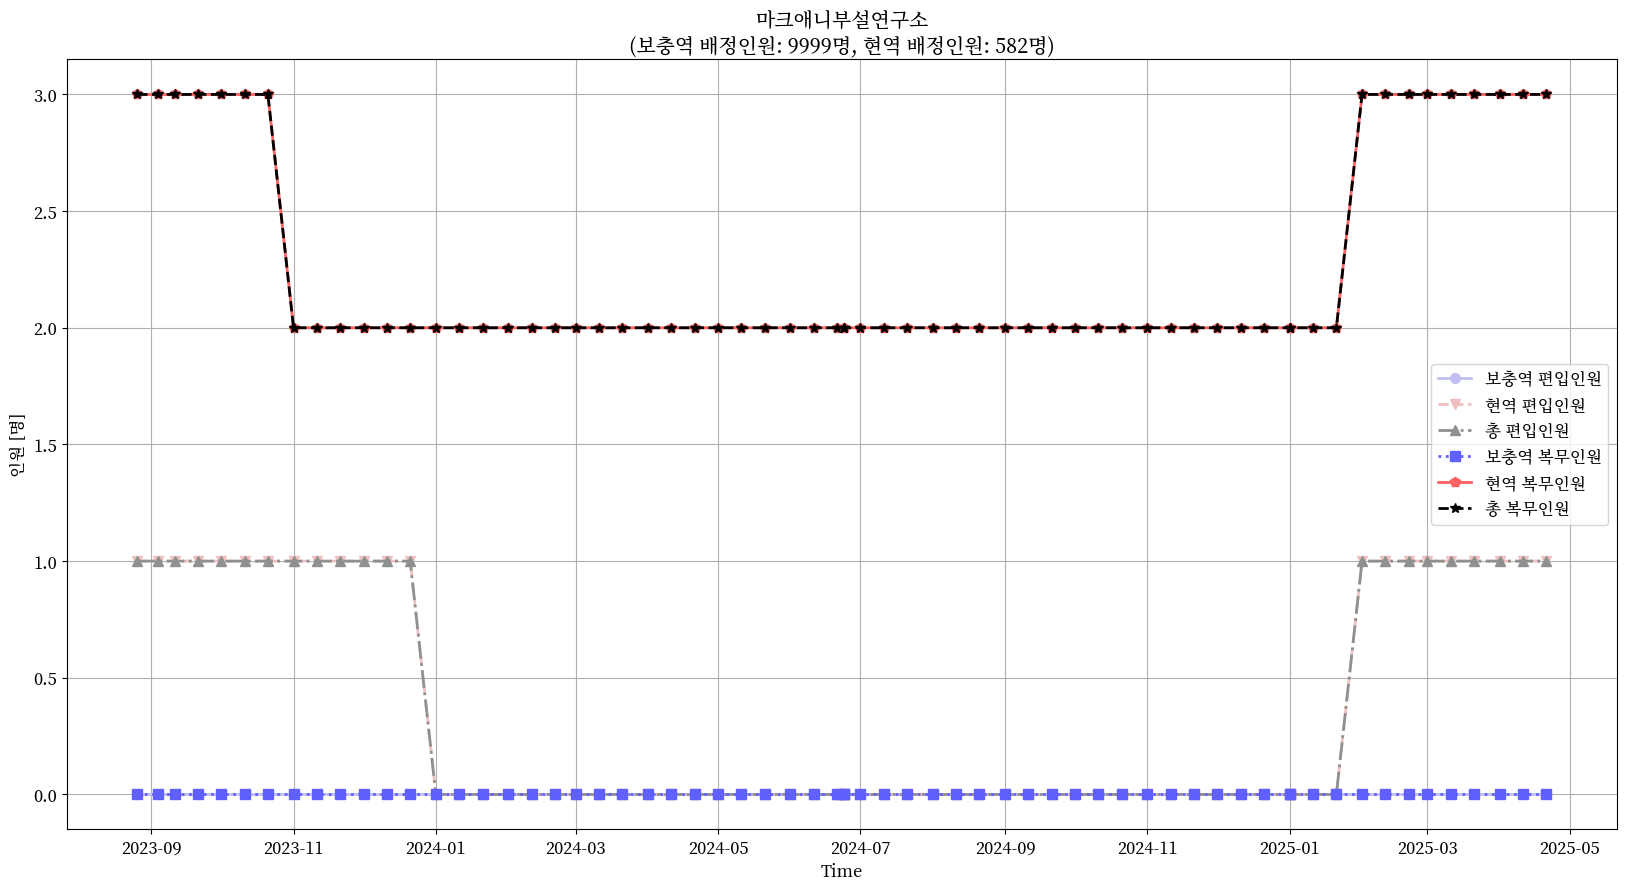 마크애니부설연구소
(보충역 배정인원: 9999명, 현역 배정인원: 582명)
3.0
2.5
2.0
1.5
1.0
0.5
0.0
인원 [명]
보충역 편입인원
현역 편입인원
총 편입인원
보충역 복무인원
현역 복무인원
총 복무인원
2023-09
2023-11
2024-01
2024-03
2024-05
2024-07
2024-09
2024-11
2025-01
2025-03
2025-05
Time